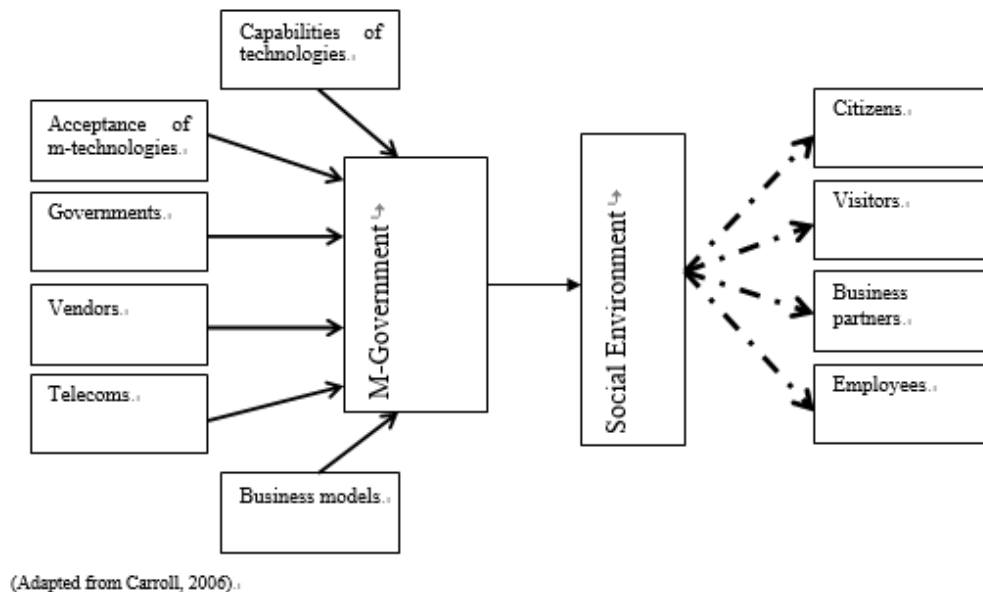 Capabilities of
technologies.
Acceptance of
m-technologies.
Governments.
Vendors.
Telecoms.
Business models.
M-Government
Social Environment
Citizens.
Visitors.
Business
partners.
Employees.
(Adapted from Carroll, 2006).